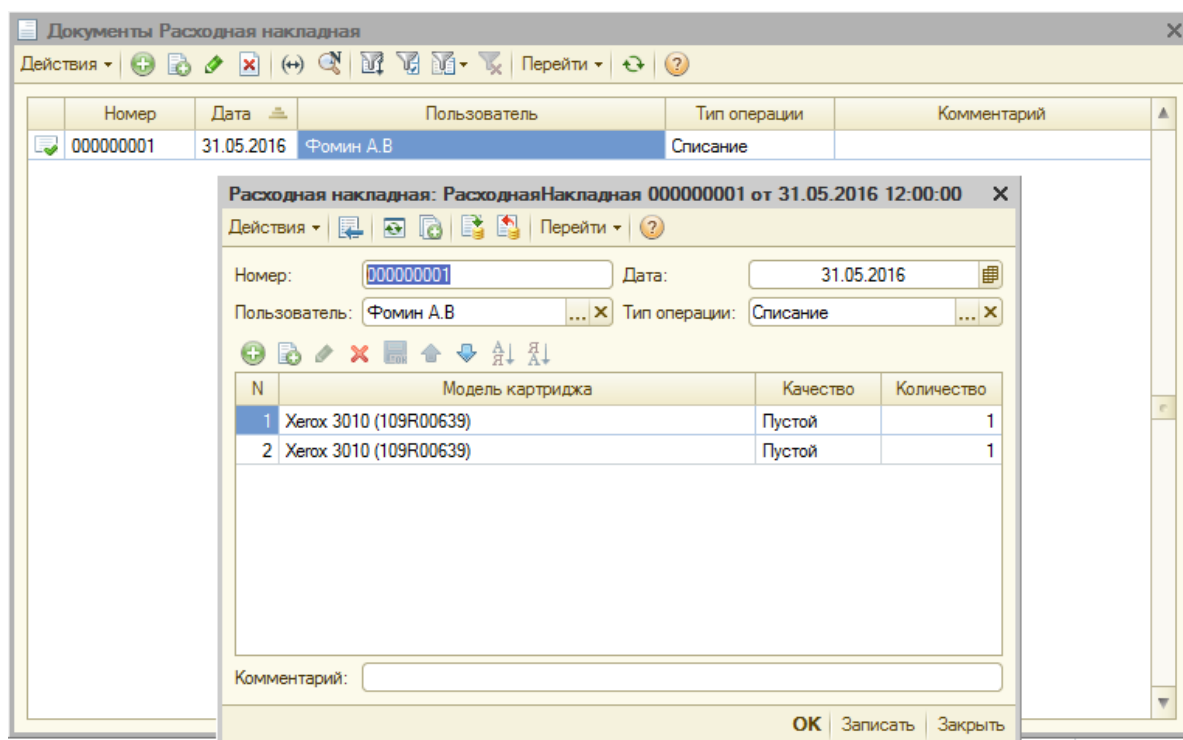 Документы Расходная накладная
Действия Перейти
Номер Дата Пользователь Тип операции Комментарий
000000001 31.05.2016 Фомин А.В Списание
Расходная накладная: РасходнаяНакладная 000000001 от 31.05.2016 12:00:00
Действия Перейти
Номер: 000000001 Дата: 31.05.2016
Пользователь: Фомин А.В ... Тип операции: Списание ...
N Модель картриджа Качество Количество
1 Xerox 3010 (109R00639) Пустой 1
2 Xerox 3010 (109R00639) Пустой 1
Комментарий:
OK Записать Закрыть